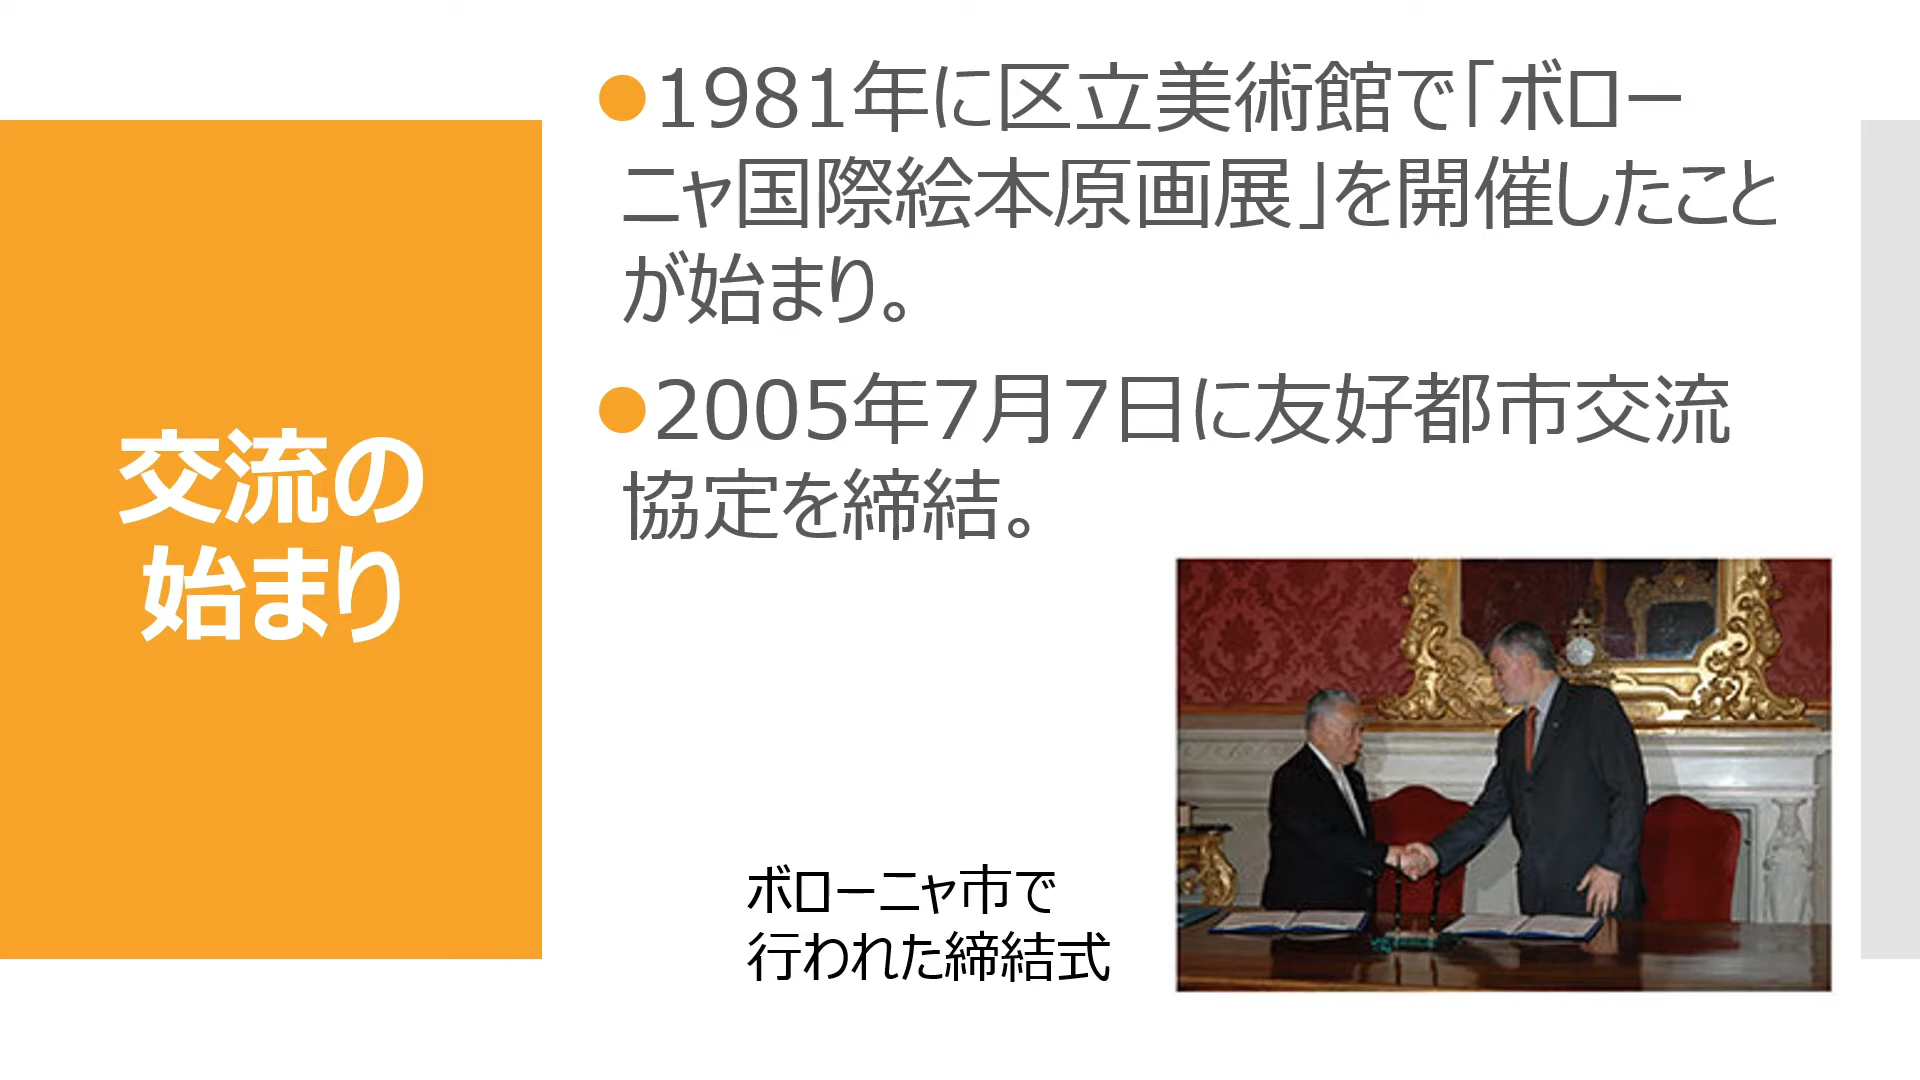 交流の
始まり
●1981年に区立美術館で「ボロー
ニャ国際絵本原画展」を開催したこと
が始まり。
●2005年7月7日に友好都市交流
協定を締結。
ボローニャ市で
行われた締結式